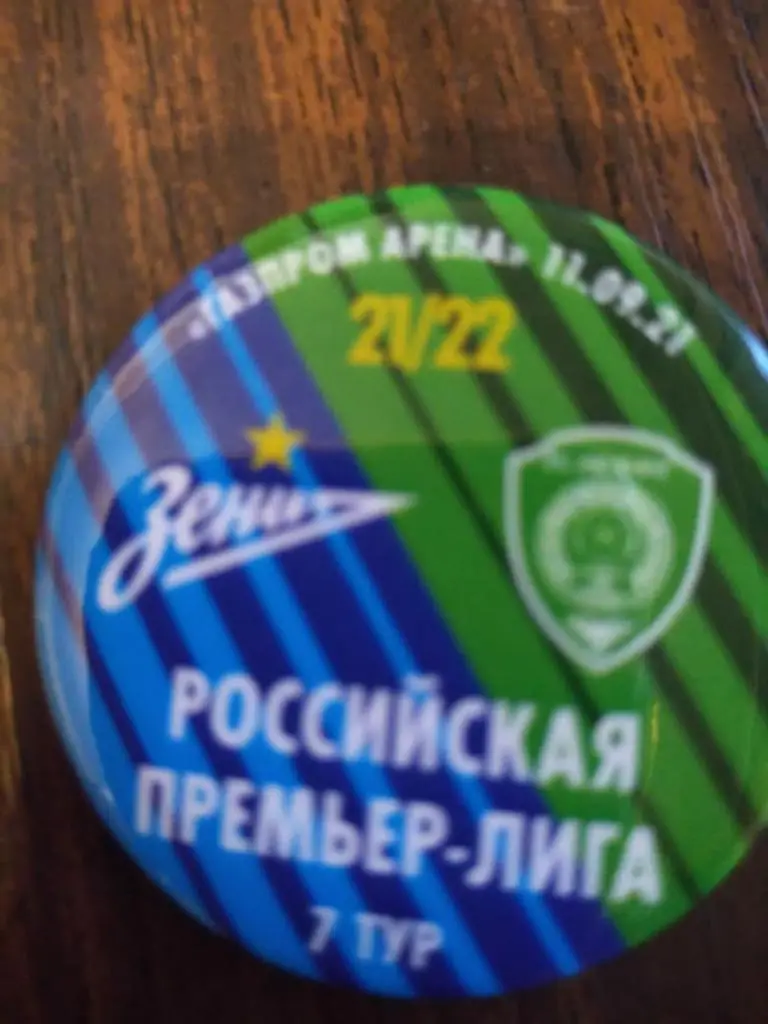 «ГАЗПРОМ АРЕНА» 11.09.21
21/22
Зенит
РОССИЙСКАЯ
ПРЕМЬЕР-ЛИГА
7 ТУР